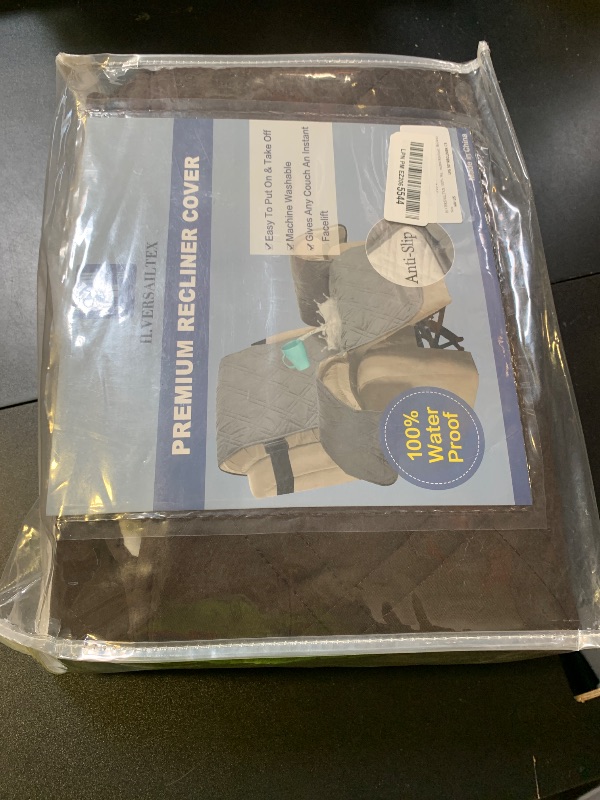 H.VERSAILTEX
PREMIUM RECLINER COVER
✓Easy To Put On & Take Off
✓Machine Washable
✓Gives Any Couch An Instant
Facelift
Anti-Slip
100%
Water
Proof
Made in China